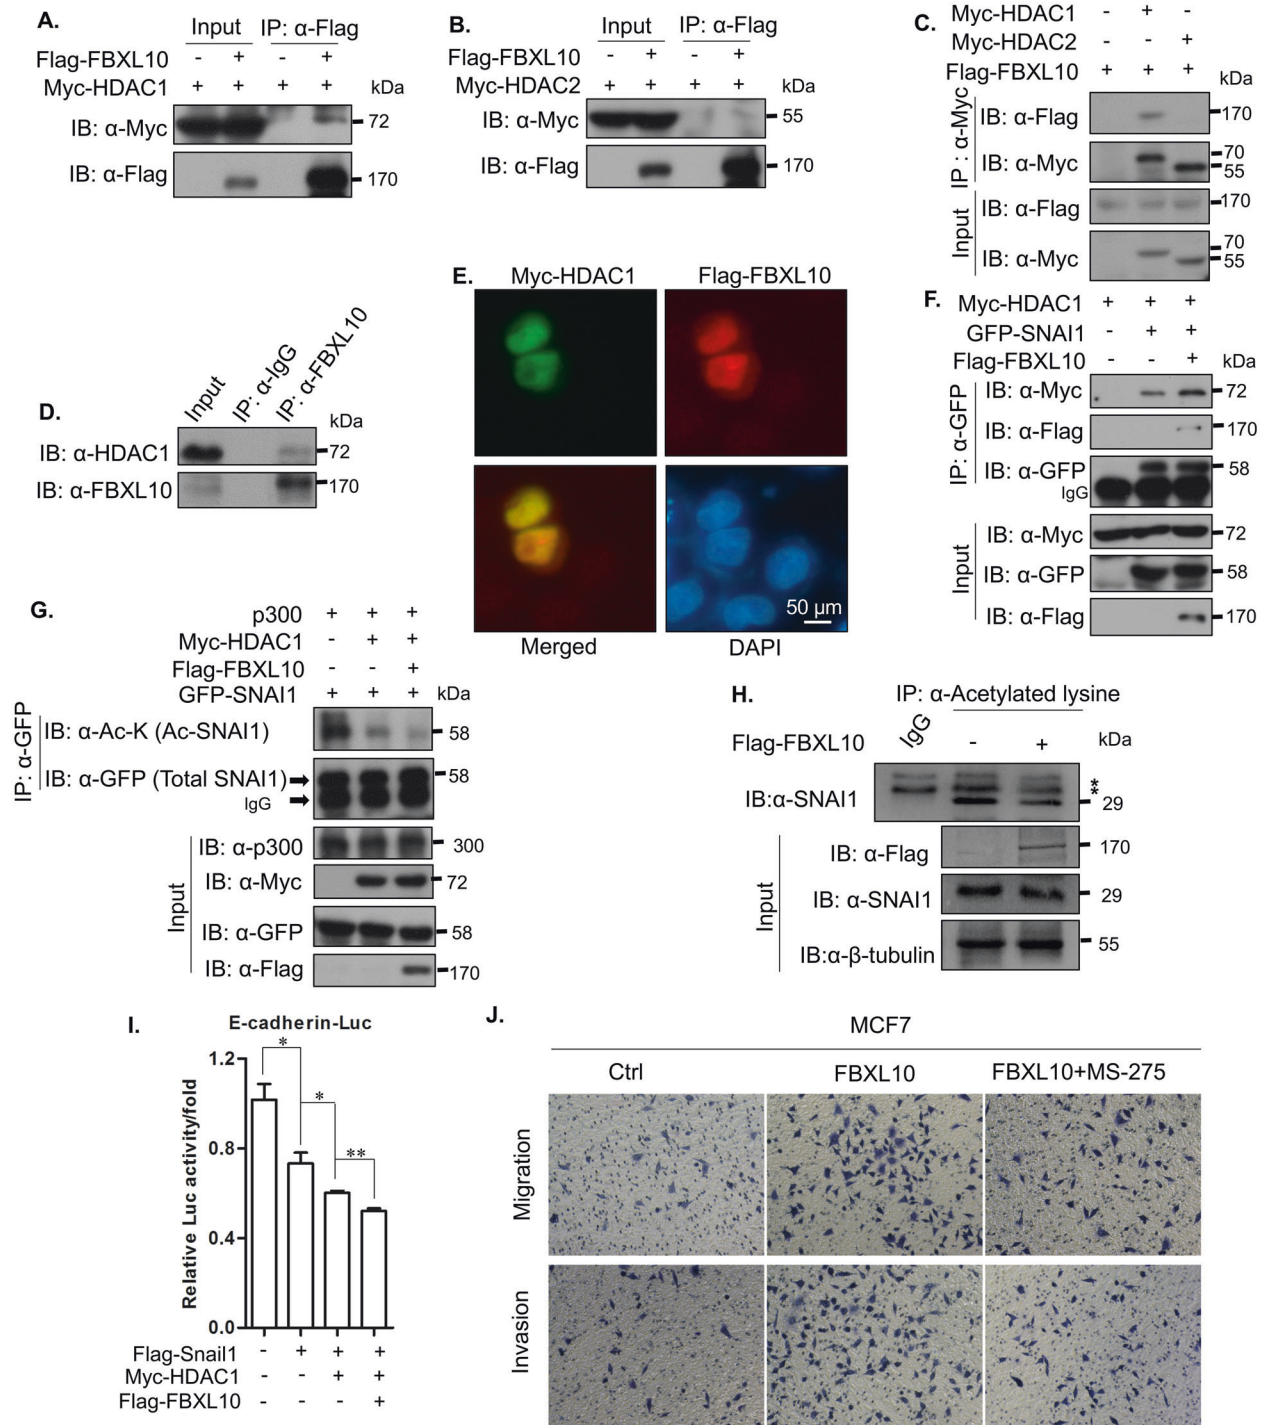 A.
Input IP: α-Flag
Flag-FBXL10 - + - +
Myc-HDAC1 + + + + kDa
IB: α-Myc 72
IB: α-Flag 170
B.
Input IP: α-Flag
Flag-FBXL10 - + - +
Myc-HDAC2 + + + + kDa
IB: α-Myc 55
IB: α-Flag 170
C.
Myc-HDAC1 - + -
Myc-HDAC2 - - +
Flag-FBXL10 + + + kDa
IP : α-Myc
IB: α-Flag 170
IB: α-Myc 70
55
Input
IB: α-Flag 170
IB: α-Myc 70
55
D.
Input IP: α-IgG IP: α-FBXL10
kDa
IB: α-HDAC1 72
IB: α-FBXL10 170
E.
Myc-HDAC1 Flag-FBXL10
50 µm
Merged DAPI
F.
Myc-HDAC1 + + +
GFP-SNAI1 - + +
Flag-FBXL10 - - + kDa
IP: α-GFP
IB: α-Myc 72
IB: α-Flag 170
IB: α-GFP 58
IgG
Input
IB: α-Myc 72
IB: α-GFP 58
IB: α-Flag 170
G.
p300 + + +
Myc-HDAC1 - + +
Flag-FBXL10 - - +
GFP-SNAI1 + + + kDa
IP: α-GFP
IB: α-Ac-K (Ac-SNAI1) 58
IB: α-GFP (Total SNAI1) 58
IgG
Input
IB: α-p300 300
IB: α-Myc 72
IB: α-GFP 58
IB: α-Flag 170
H.
IP: α-Acetylated lysine
IgG
Flag-FBXL10 - + kDa
IB:α-SNAI1 *
*
29
Input
IB: α-Flag 170
IB: α-SNAI1 29
IB:α-β-tubulin 55
I.
E-cadherin-Luc
Relative Luc activity/fold
1.2
0.8
0.4
0.0
* * **
Flag-Snail1 - + + +
Myc-HDAC1 - - + +
Flag-FBXL10 - - - +
J.
MCF7
Ctrl FBXL10 FBXL10+MS-275
Migration
Invasion